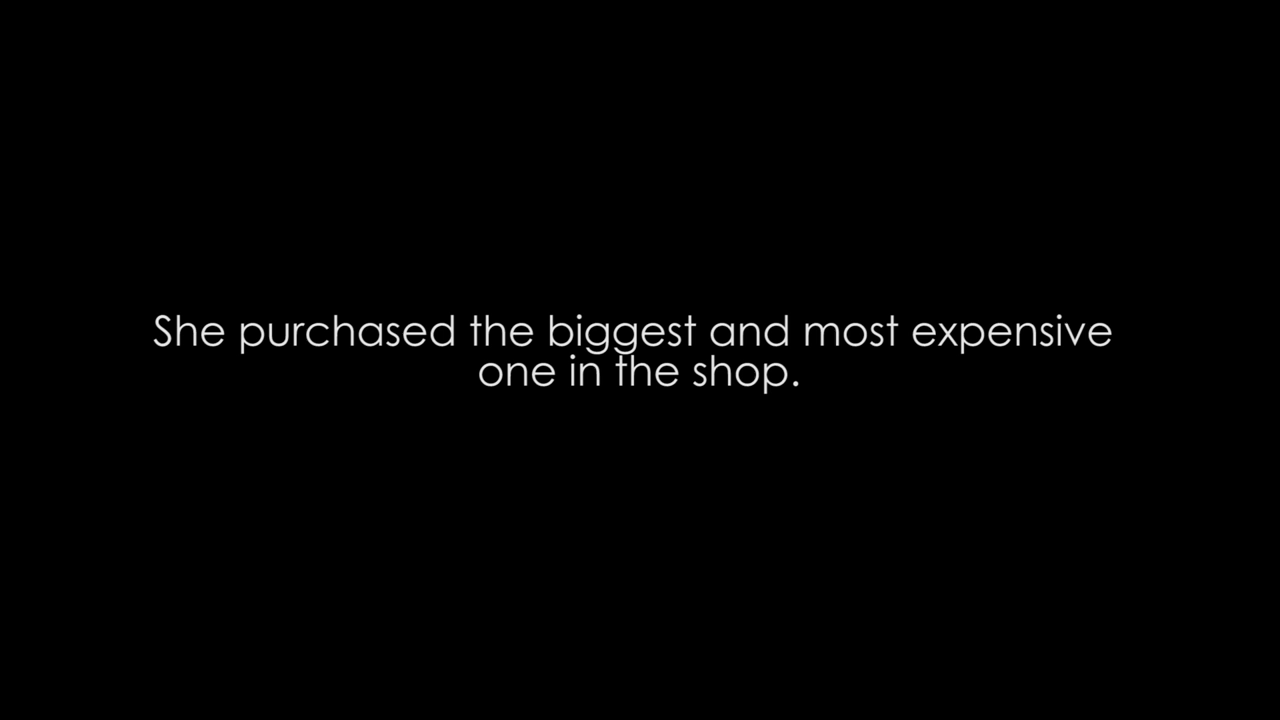 She purchased the biggest and most expensive
one in the shop.